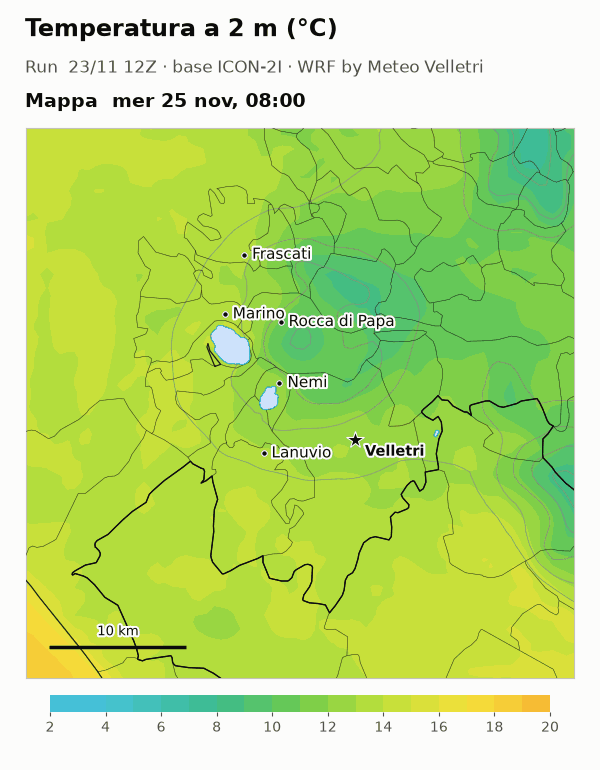 Temperatura a 2 m (°C)
Run  23/11 12Z · base ICON-2I · WRF by Meteo Velletri
Mappa  mer 25 nov, 08:00
Frascati
Marino
Rocca di Papa
Nemi
Velletri
Lanuvio
10 km
2 4 6 8 10 12 14 16 18 20